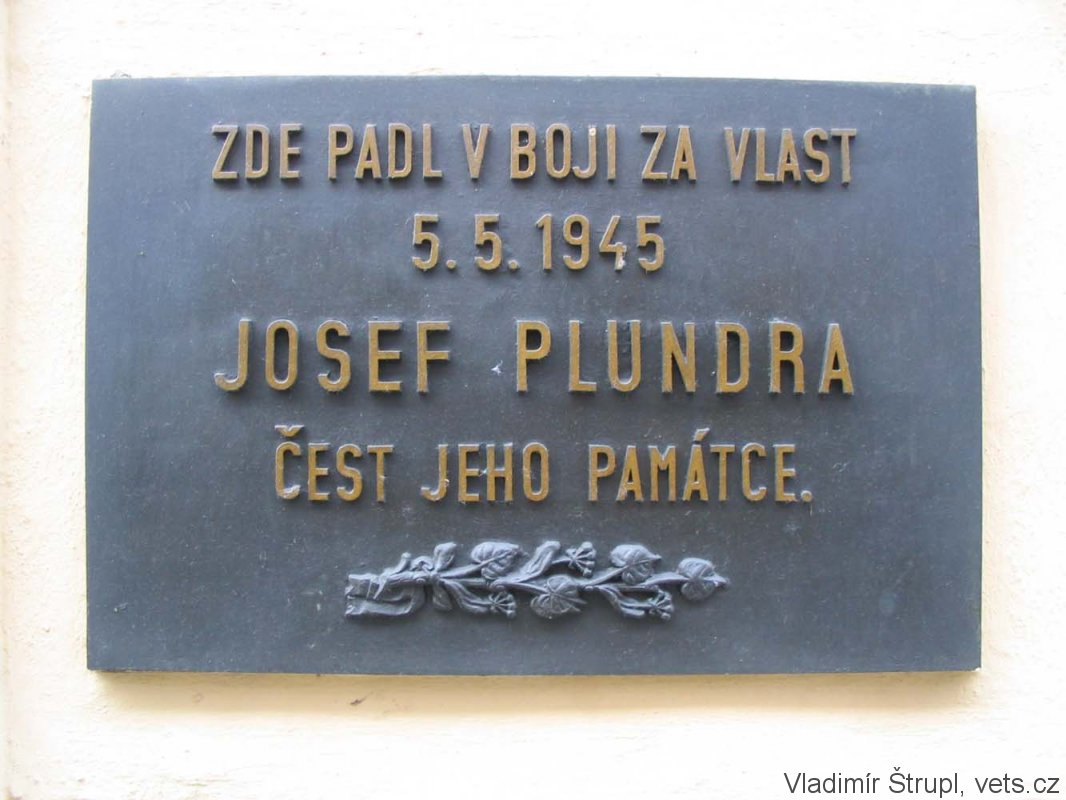 ZDE PADL V BOJI ZA VLAST
5. 5. 1945
JOSEF PLUNDRA
ČEST JEHO PAMÁTCE.
Vladimír Štrupl, vets.cz